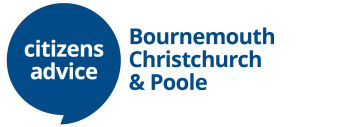 citizens
advice
Bournemouth
Christchurch
& Poole